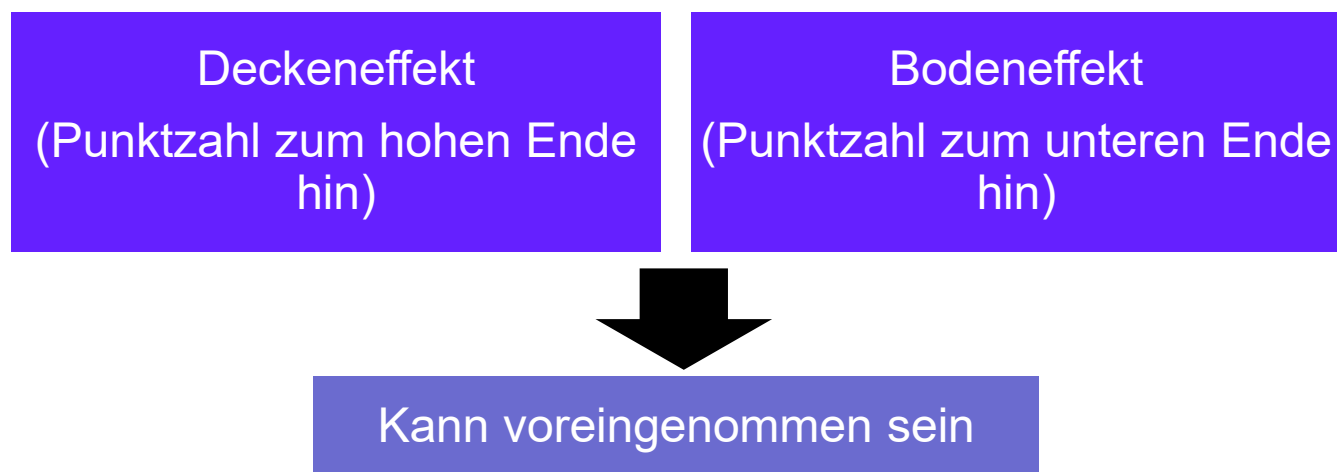 Deckeneffekt
(Punktzahl zum hohen Ende
hin)
Bodeneffekt
(Punktzahl zum unteren Ende
hin)
Kann voreingenommen sein